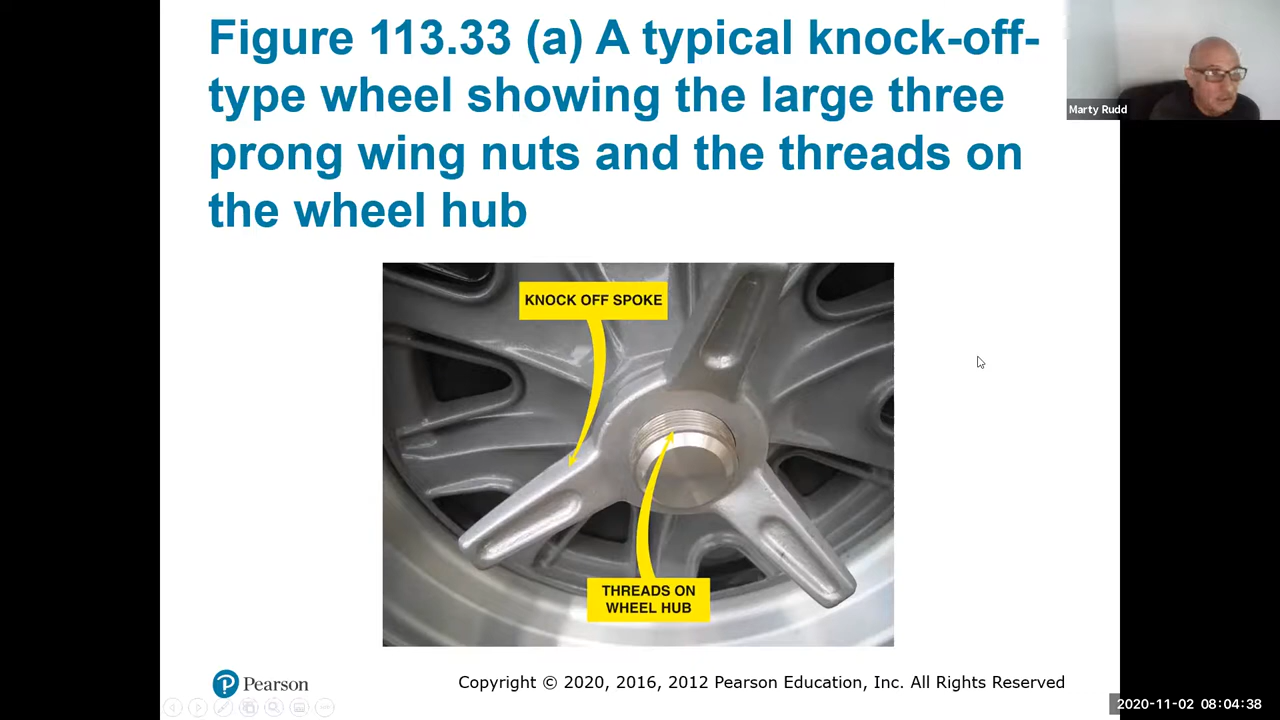 Figure 113.33 (a) A typical knock-off-
type wheel showing the large three
prong wing nuts and the threads on
the wheel hub
Marty Rudd
KNOCK OFF SPOKE
THREADS ON
WHEEL HUB
Pearson
Copyright © 2020, 2016, 2012 Pearson Education, Inc. All Rights Reserved
2020-11-02 08:04:38